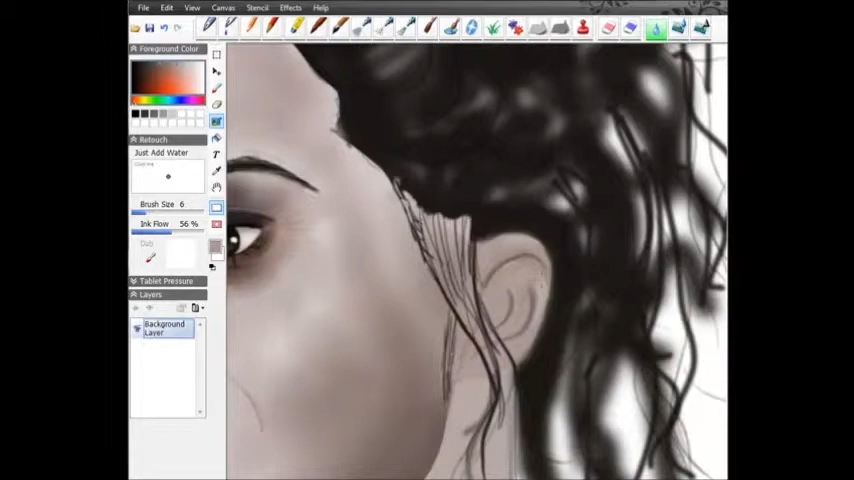 File Edit View Canvas Stencil Effects Help
Foreground Color
Retouch
Just Add Water
Brush Size 6
Ink Flow 56 %
Dab
Tablet Pressure
Layers
Background
Layer